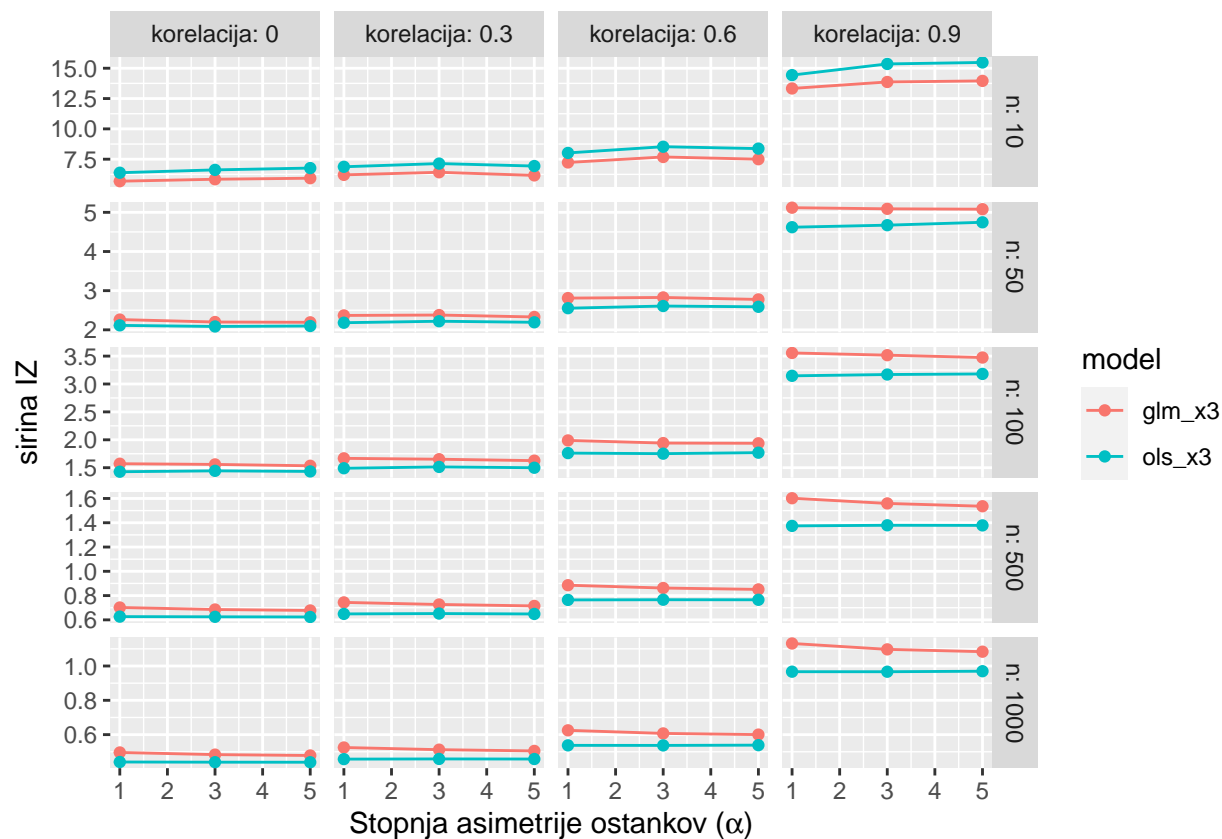 korelacija: 0
korelacija: 0.3
korelacija: 0.6
korelacija: 0.9
15.0
12.5
10.0
7.5
n: 10
5
4
3
2
n: 50
3.5
3.0
2.5
2.0
1.5
n: 100
1.6
1.4
1.2
1.0
0.8
0.6
n: 500
1.0
0.8
0.6
n: 1000
1 2 3 4 5
1 2 3 4 5
1 2 3 4 5
1 2 3 4 5
Stopnja asimetrije ostankov (α)
sirina IZ
model
glm_x3
ols_x3